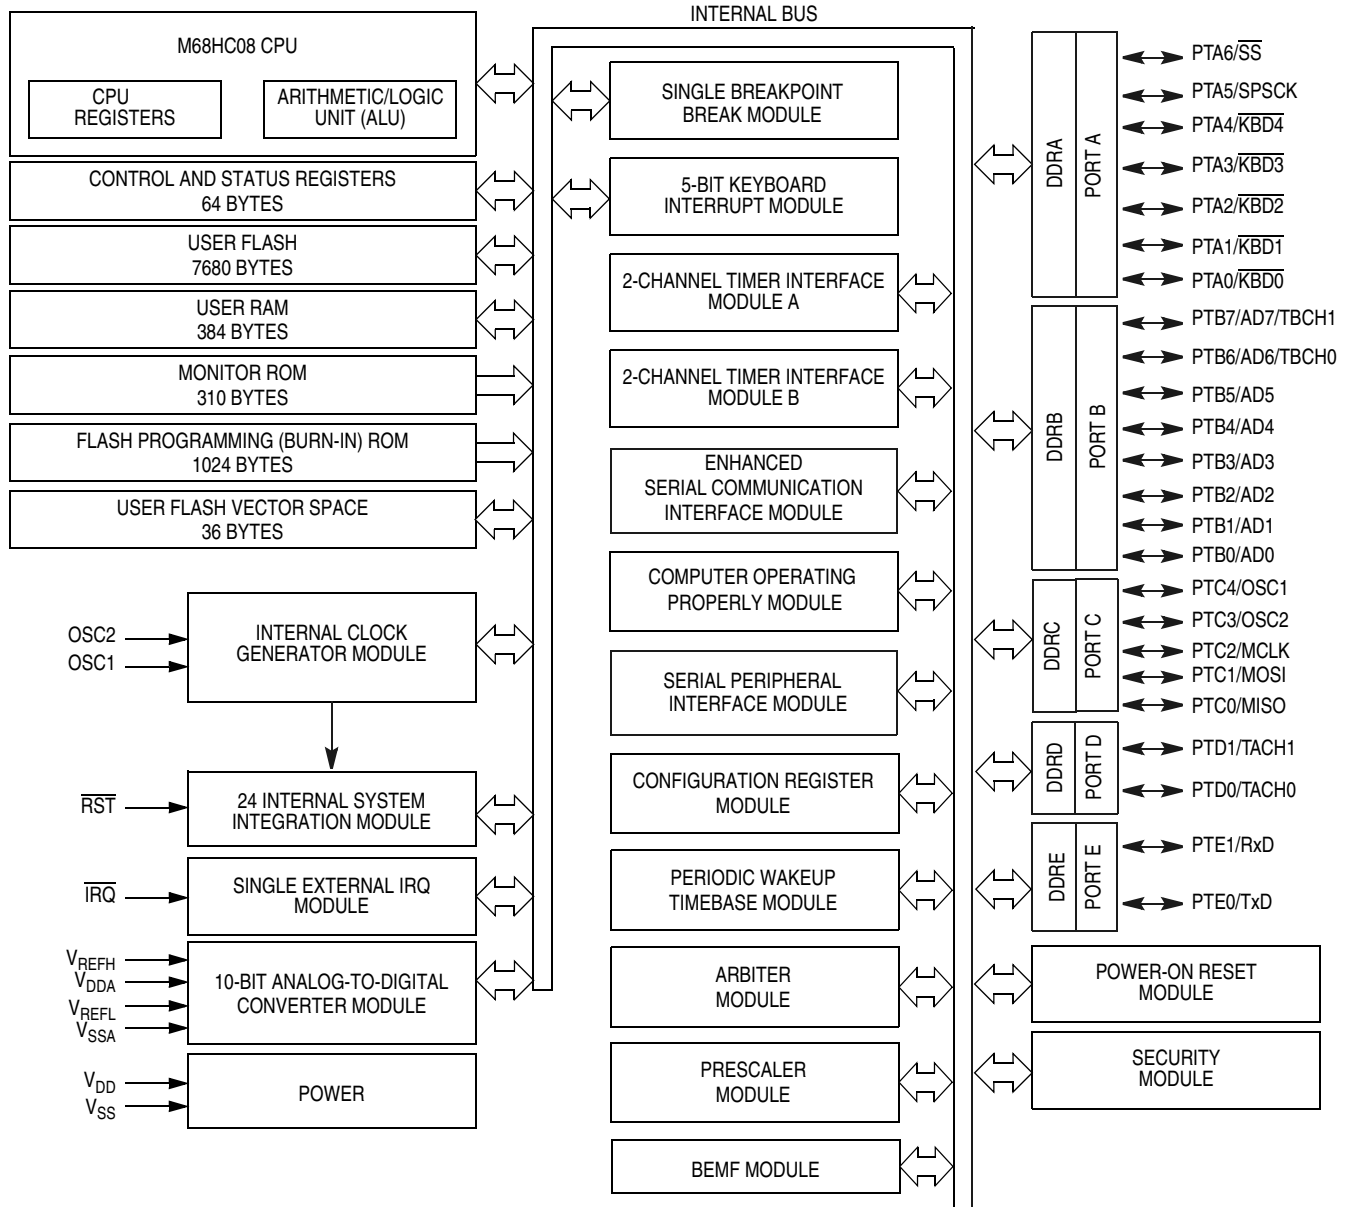 INTERNAL BUS
M68HC08 CPU
CPU
REGISTERS
ARITHMETIC/LOGIC
UNIT (ALU)
CONTROL AND STATUS REGISTERS
64 BYTES
USER FLASH
7680 BYTES
USER RAM
384 BYTES
MONITOR ROM
310 BYTES
FLASH PROGRAMMING (BURN-IN) ROM
1024 BYTES
USER FLASH VECTOR SPACE
36 BYTES
OSC2
OSC1
INTERNAL CLOCK
GENERATOR MODULE
RST
24 INTERNAL SYSTEM
INTEGRATION MODULE
IRQ
SINGLE EXTERNAL IRQ
MODULE
VREFH
VDDA
VREFL
VSSA
10-BIT ANALOG-TO-DIGITAL
CONVERTER MODULE
VDD
VSS
POWER
SINGLE BREAKPOINT
BREAK MODULE
5-BIT KEYBOARD
INTERRUPT MODULE
2-CHANNEL TIMER INTERFACE
MODULE A
2-CHANNEL TIMER INTERFACE
MODULE B
ENHANCED
SERIAL COMMUNICATION
INTERFACE MODULE
COMPUTER OPERATING
PROPERLY MODULE
SERIAL PERIPHERAL
INTERFACE MODULE
CONFIGURATION REGISTER
MODULE
PERIODIC WAKEUP
TIMEBASE MODULE
ARBITER
MODULE
PRESCALER
MODULE
BEMF MODULE
DDRA
PORT A
PTA6/SS
PTA5/SPSCK
PTA4/KBD4
PTA3/KBD3
PTA2/KBD2
PTA1/KBD1
PTA0/KBD0
DDRB
PORT B
PTB7/AD7/TBCH1
PTB6/AD6/TBCH0
PTB5/AD5
PTB4/AD4
PTB3/AD3
PTB2/AD2
PTB1/AD1
PTB0/AD0
DDRC
PORT C
PTC4/OSC1
PTC3/OSC2
PTC2/MCLK
PTC1/MOSI
PTC0/MISO
DDRD
PORT D
PTD1/TACH1
PTD0/TACH0
DDRE
PORT E
PTE1/RxD
PTE0/TxD
POWER-ON RESET
MODULE
SECURITY
MODULE